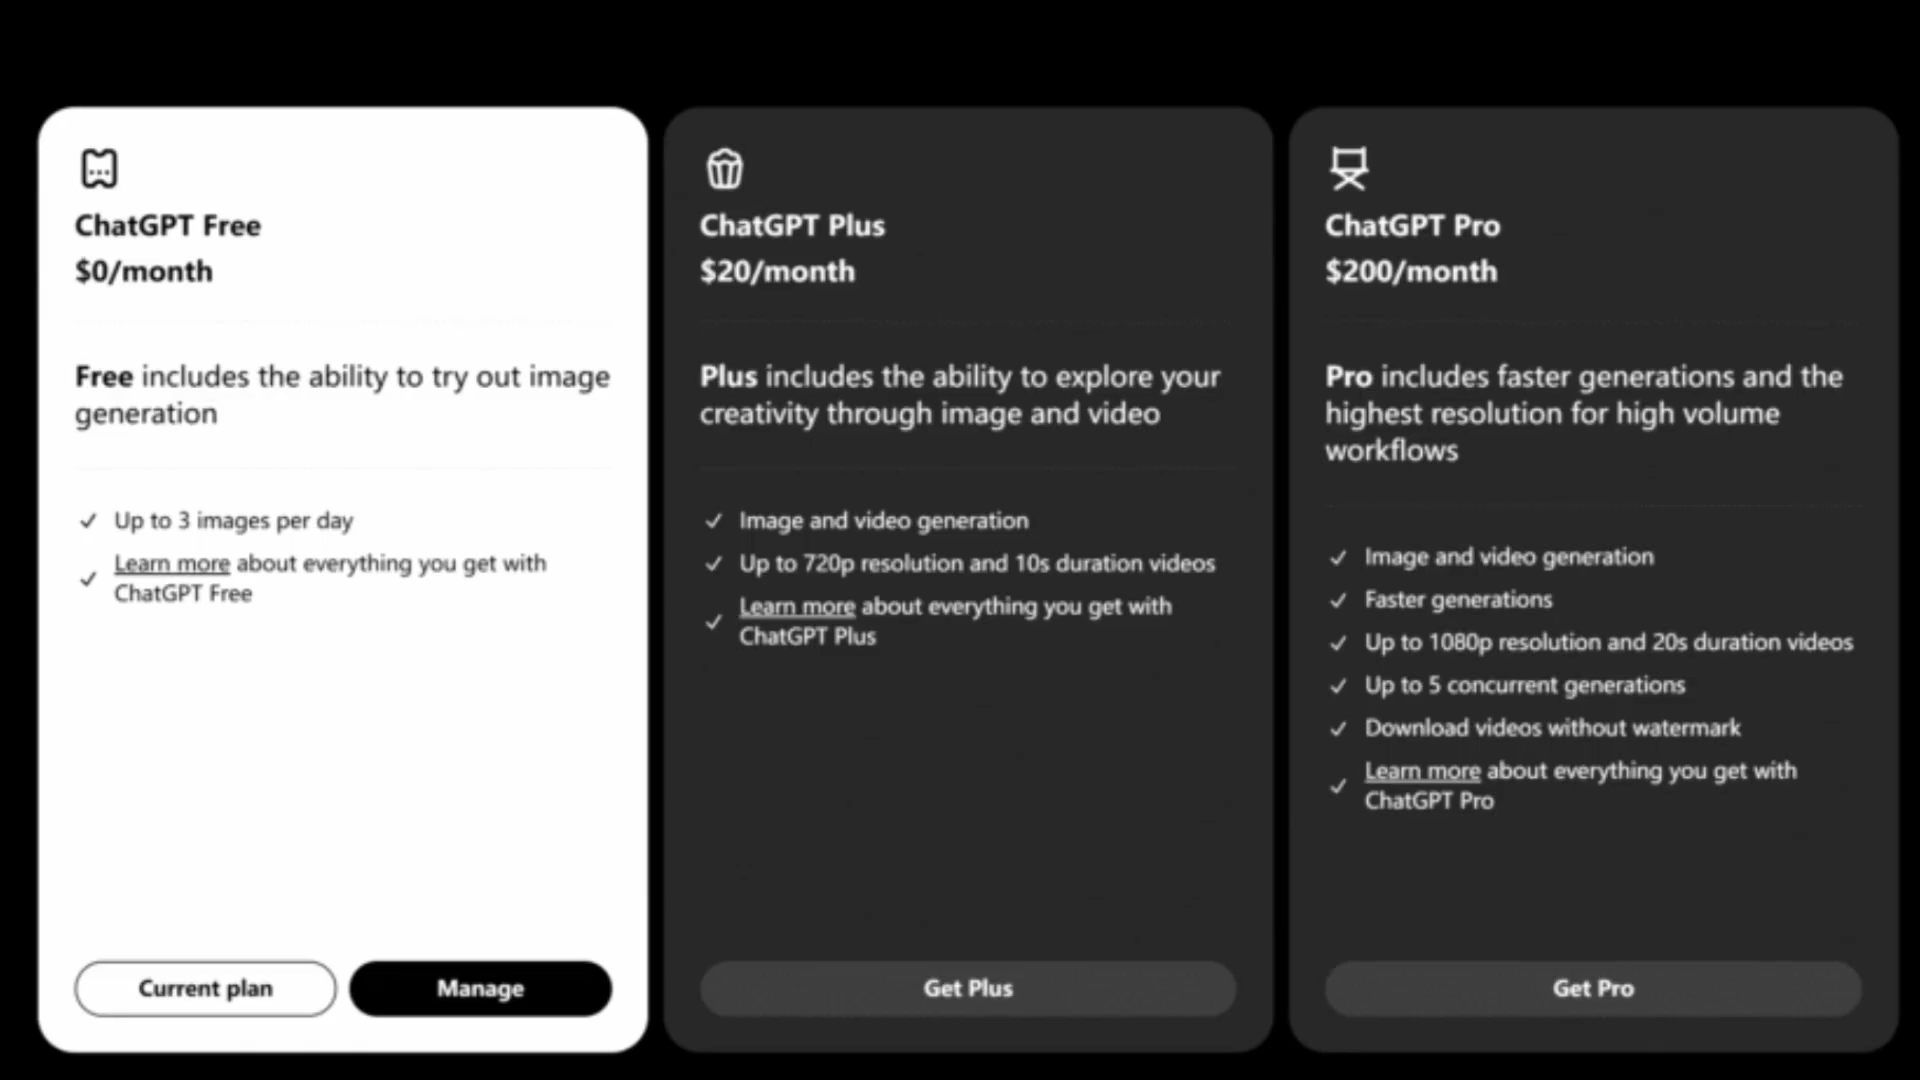 ChatGPT Free
$0/month
Free includes the ability to try out image
generation
Up to 3 images per day
Learn more about everything you get with
ChatGPT Free
Current plan
Manage
ChatGPT Plus
$20/month
Plus includes the ability to explore your
creativity through image and video
Image and video generation
Up to 720p resolution and 10s duration videos
Learn more about everything you get with
ChatGPT Plus
Get Plus
ChatGPT Pro
$200/month
Pro includes faster generations and the
highest resolution for high volume
workflows
Image and video generation
Faster generations
Up to 1080p resolution and 20s duration videos
Up to 5 concurrent generations
Download videos without watermark
Learn more about everything you get with
ChatGPT Pro
Get Pro